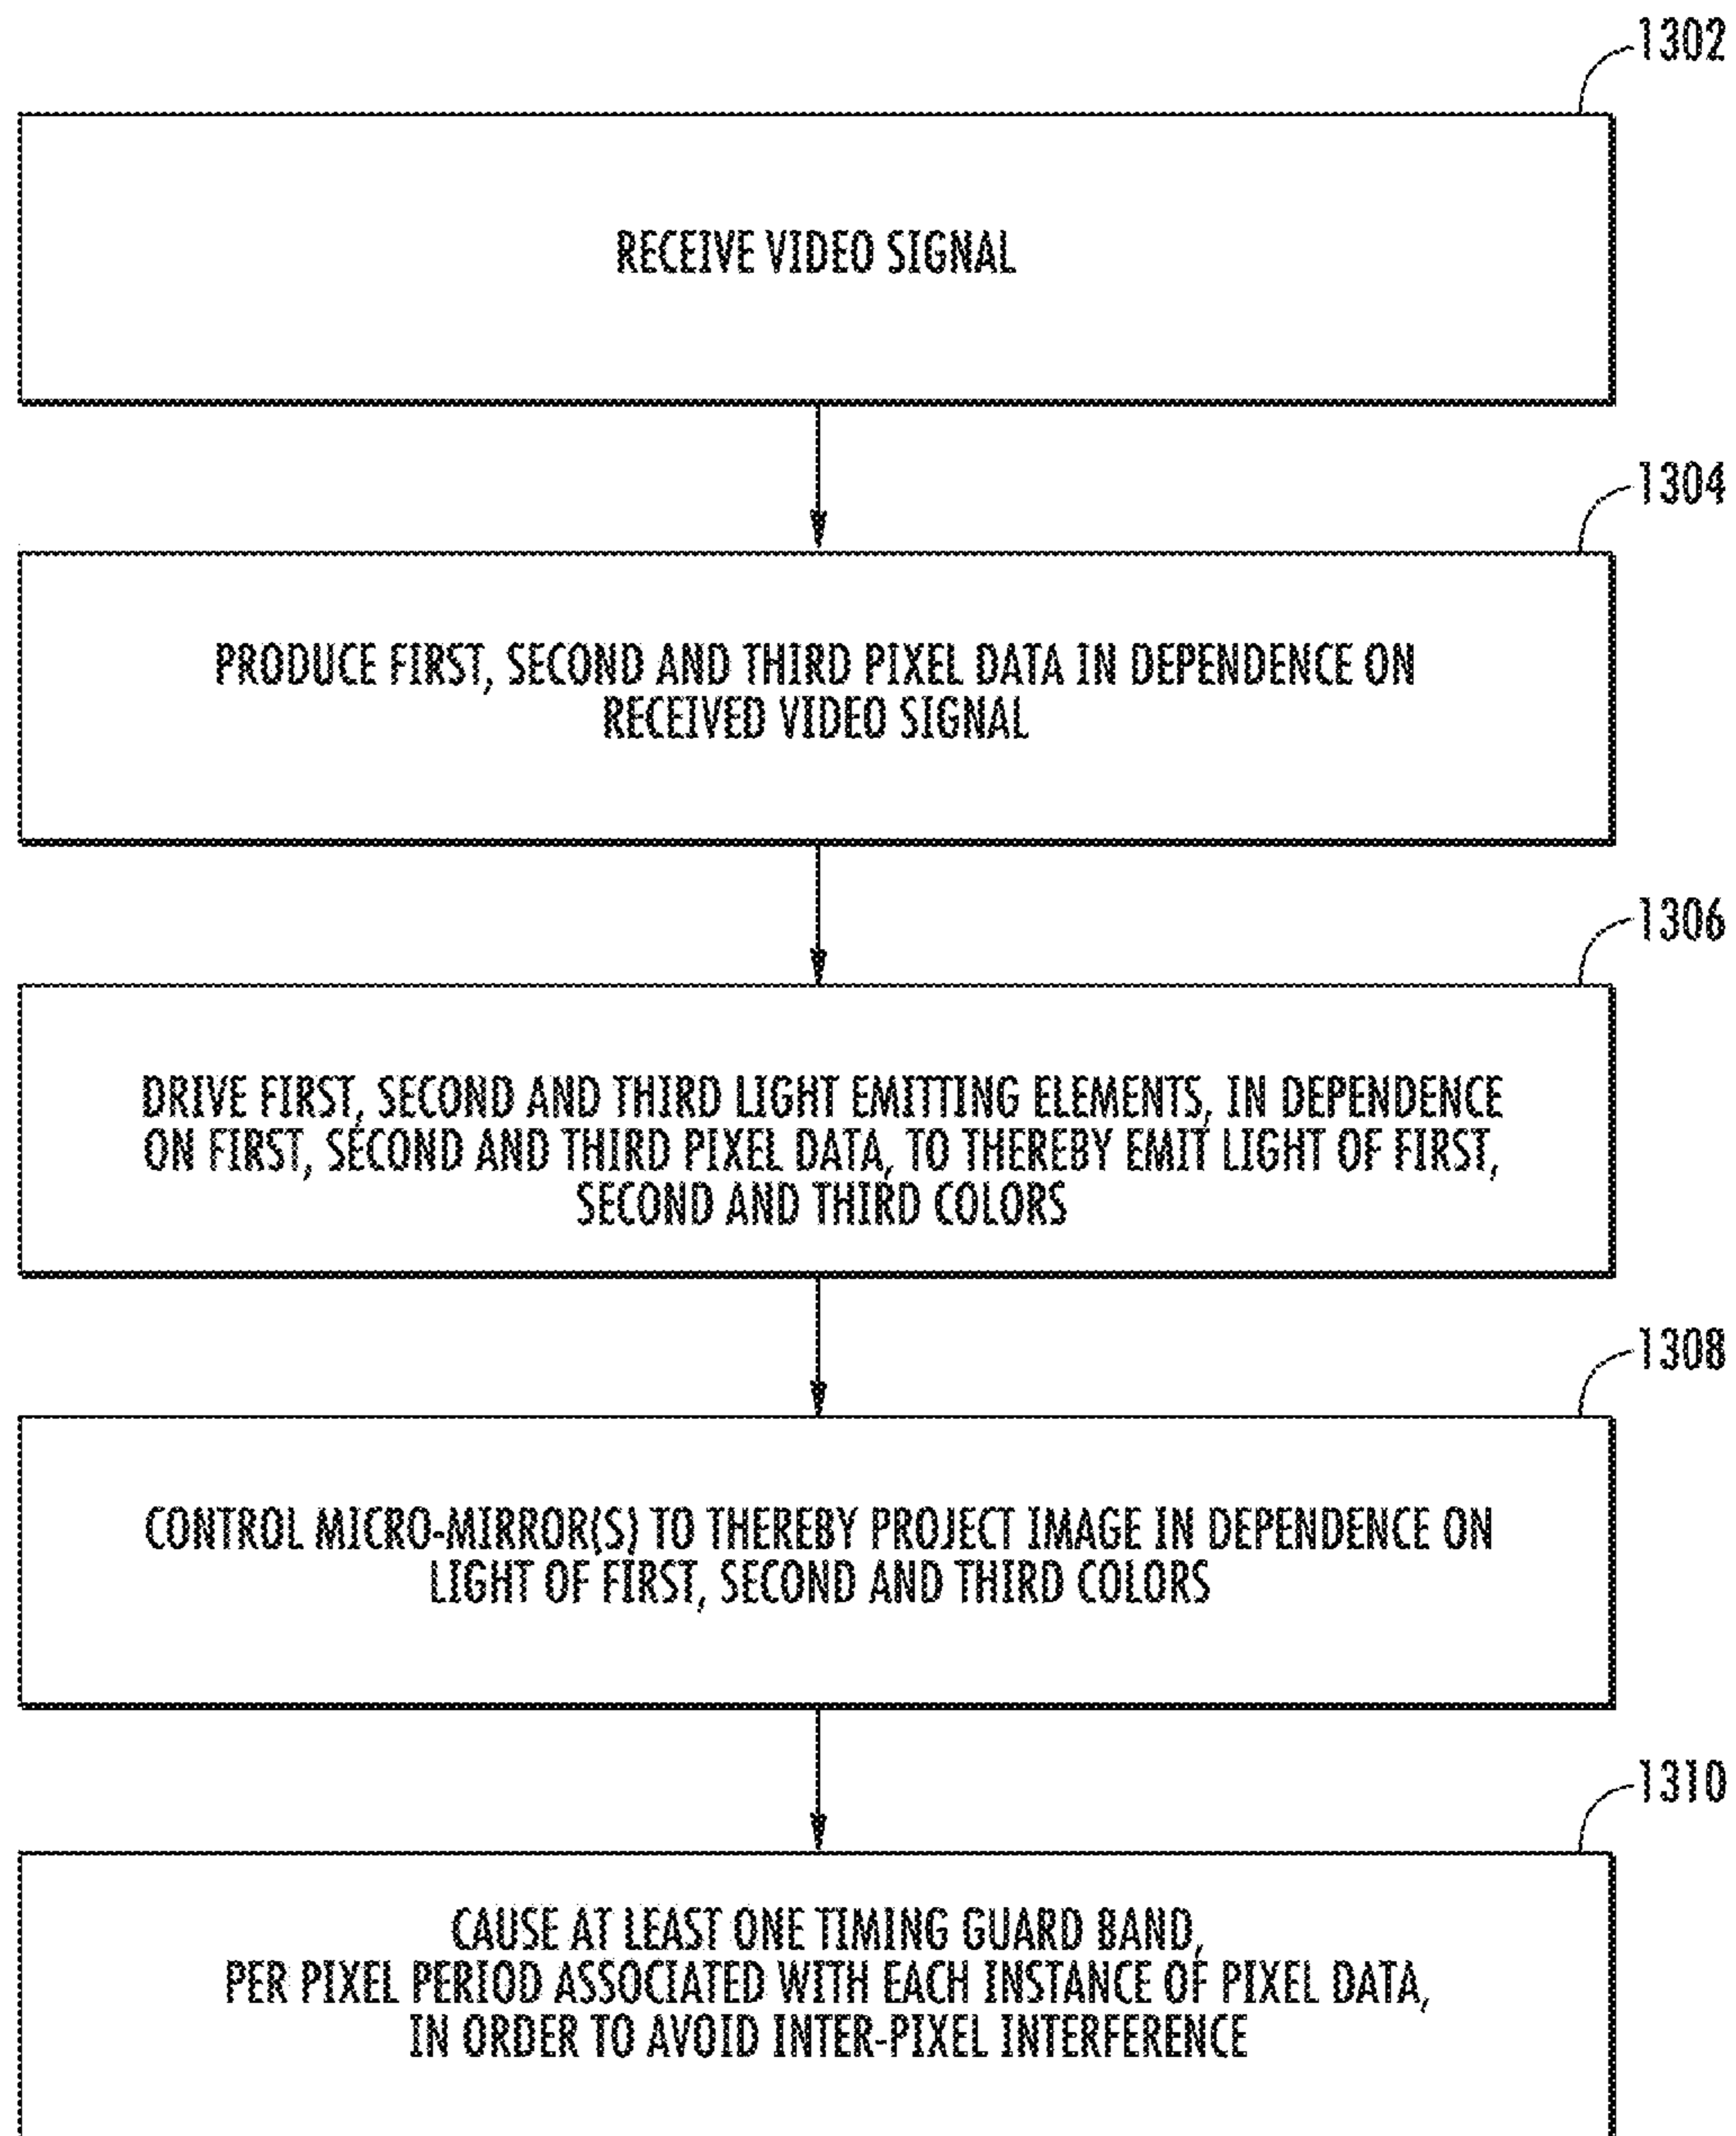 1302
RECEIVE VIDEO SIGNAL
1304
PRODUCE FIRST, SECOND AND THIRD PIXEL DATA IN DEPENDENCE ON
RECEIVED VIDEO SIGNAL
1306
DRIVE FIRST, SECOND AND THIRD LIGHT EMITTING ELEMENTS, IN DEPENDENCE
ON FIRST, SECOND AND THIRD PIXEL DATA, TO THEREBY EMIT LIGHT OF FIRST,
SECOND AND THIRD COLORS
1308
CONTROL MICRO-MIRROR(S) TO THEREBY PROJECT IMAGE IN DEPENDENCE ON
LIGHT OF FIRST, SECOND AND THIRD COLORS
1310
CAUSE AT LEAST ONE TIMING GUARD BAND,
PER PIXEL PERIOD ASSOCIATED WITH EACH INSTANCE OF PIXEL DATA,
IN ORDER TO AVOID INTER-PIXEL INTERFERENCE